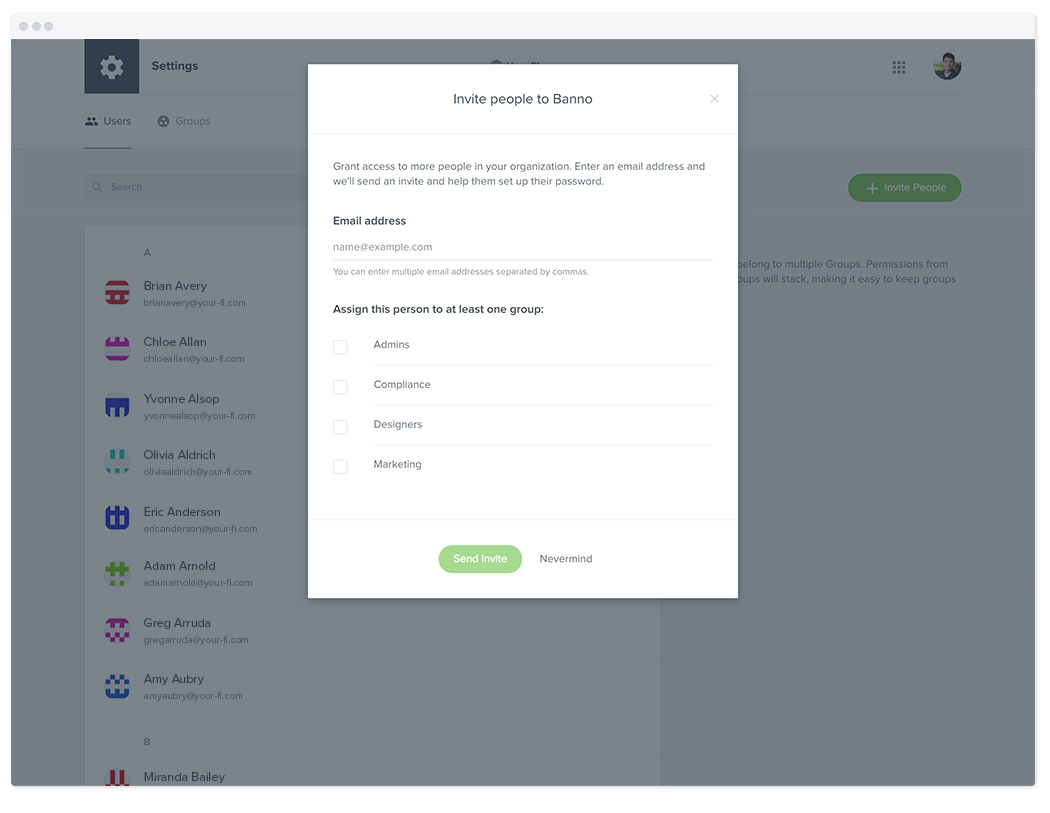 Settings
Users
Groups
Search
Invite People
belong to multiple Groups. Permissions from
will stack, making it easy to keep groups
A
Brian Avery
brianavery@your-fi.com
Chloe Allan
chloeallan@your-fi.com
Yvonne Alsop
yvonnealsop@your-fi.com
Olivia Aldrich
oliviaaldrich@your-fi.com
Eric Anderson
ericanderson@your-fi.com
Adam Arnold
adamarnold@your-fi.com
Greg Arruda
gregarruda@your-fi.com
Amy Aubry
amyaubry@your-fi.com
B
Miranda Bailey
Invite people to Banno
Grant access to more people in your organization. Enter an email address and
we'll send an invite and help them set up their password.
Email address
name@example.com
You can enter multiple email addresses separated by commas.
Assign this person to at least one group:
Admins
Compliance
Designers
Marketing
Send Invite
Nevermind